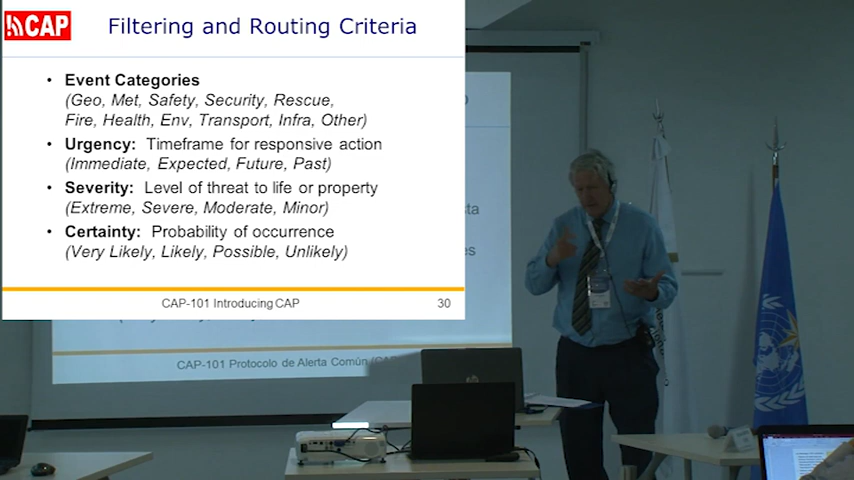 CAP
Filtering and Routing Criteria
• Event Categories
(Geo, Met, Safety, Security, Rescue,
Fire, Health, Env, Transport, Infra, Other)
• Urgency: Timeframe for responsive action
(Immediate, Expected, Future, Past)
• Severity: Level of threat to life or property
(Extreme, Severe, Moderate, Minor)
• Certainty: Probability of occurrence
(Very Likely, Likely, Possible, Unlikely)
CAP-101 Introducing CAP
30
CAP-101 Protocolo de Alerta Común